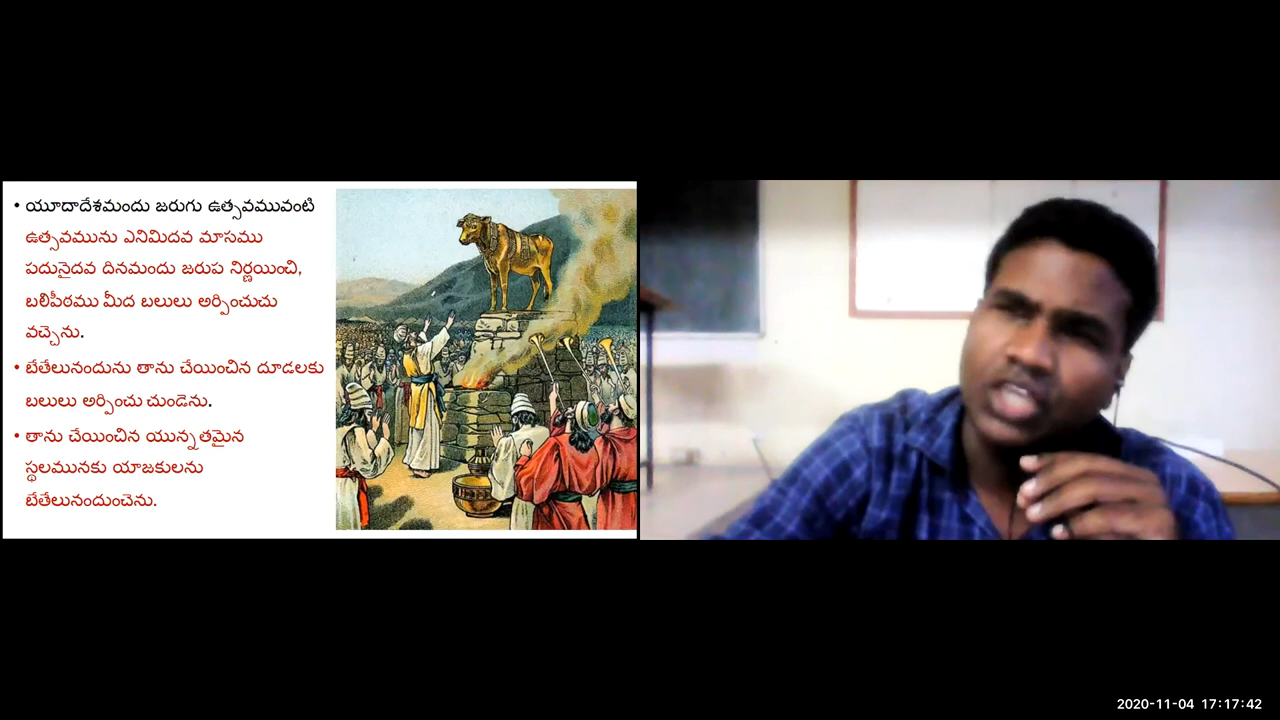 • యూదాదేశమందు జరుగు ఉత్సవమువంటి
ఉత్సవమును ఎనిమిదవ మాసము
పదునైదవ దినమందు జరుప నిర్ణయించి,
బలిపీఠము మీద బలులు అర్పించుచు
వచ్చెను.
• బేతేలునందును తాను చేయించిన దూడలకు
బలులు అర్పించు చుండెను.
• తాను చేయించిన యున్నతమైన
స్థలమునకు యాజకులను
బేతేలునందుంచెను.
2020-11-04 17:17:42